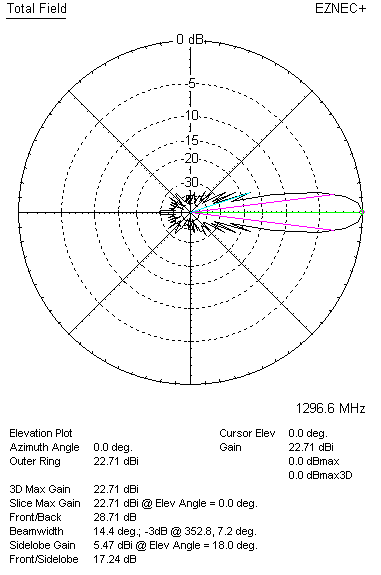 Total Field
EZNEC+
0 dB
-5
-10
-15
-20
-30
1296.6 MHz
Elevation Plot
Cursor Elev 0.0 deg.
Azimuth Angle 0.0 deg.
Gain 22.71 dBi
Outer Ring 22.71 dBi
0.0 dBmax
0.0 dBmax3D
3D Max Gain 22.71 dBi
Slice Max Gain 22.71 dBi @ Elev Angle = 0.0 deg.
Front/Back 28.71 dB
Beamwidth 14.4 deg.; -3dB @ 352.8, 7.2 deg.
Sidelobe Gain 5.47 dBi @ Elev Angle = 18.0 deg.
Front/Sidelobe 17.24 dB